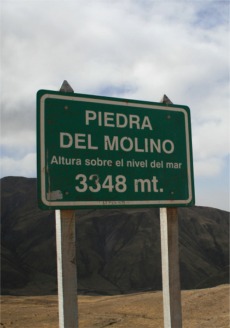 PIEDRA
DEL MOLINO
Altura sobre el nivel del mar
3348 mt.